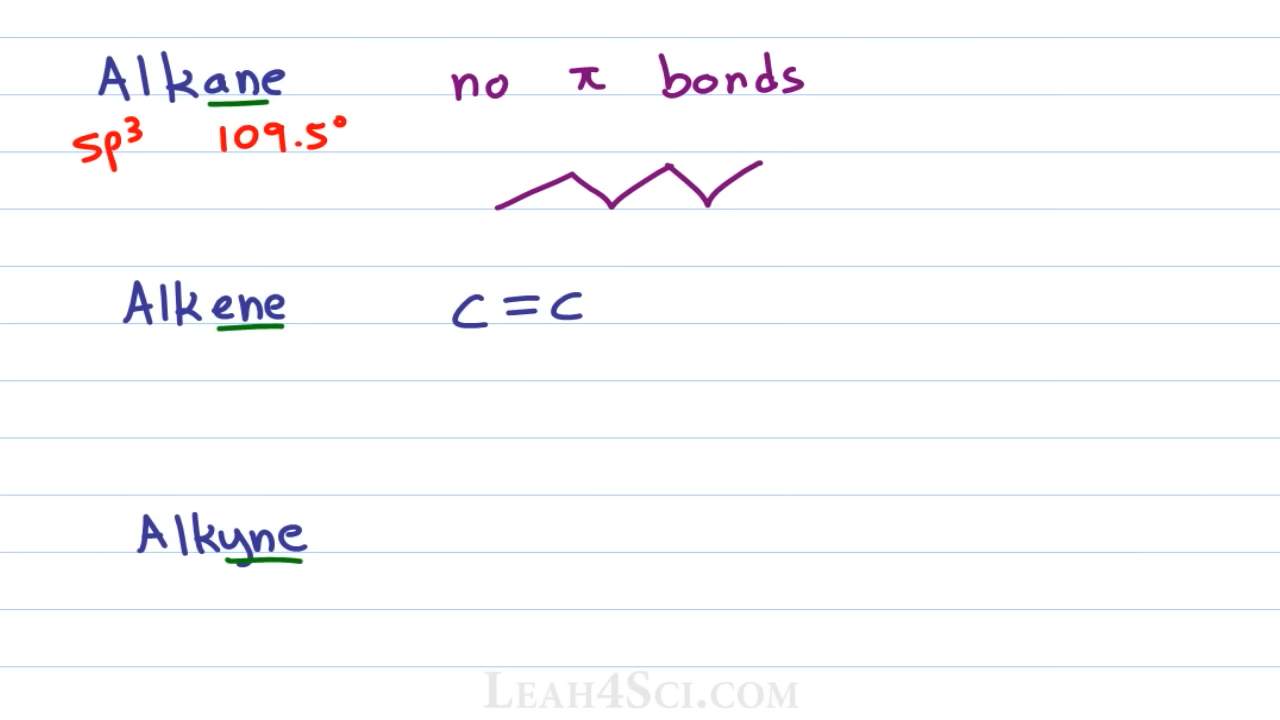 Alkane no π bonds
sp³ 109.5°
Alkene C=C
Alkyne
LEAH4SCI.COM